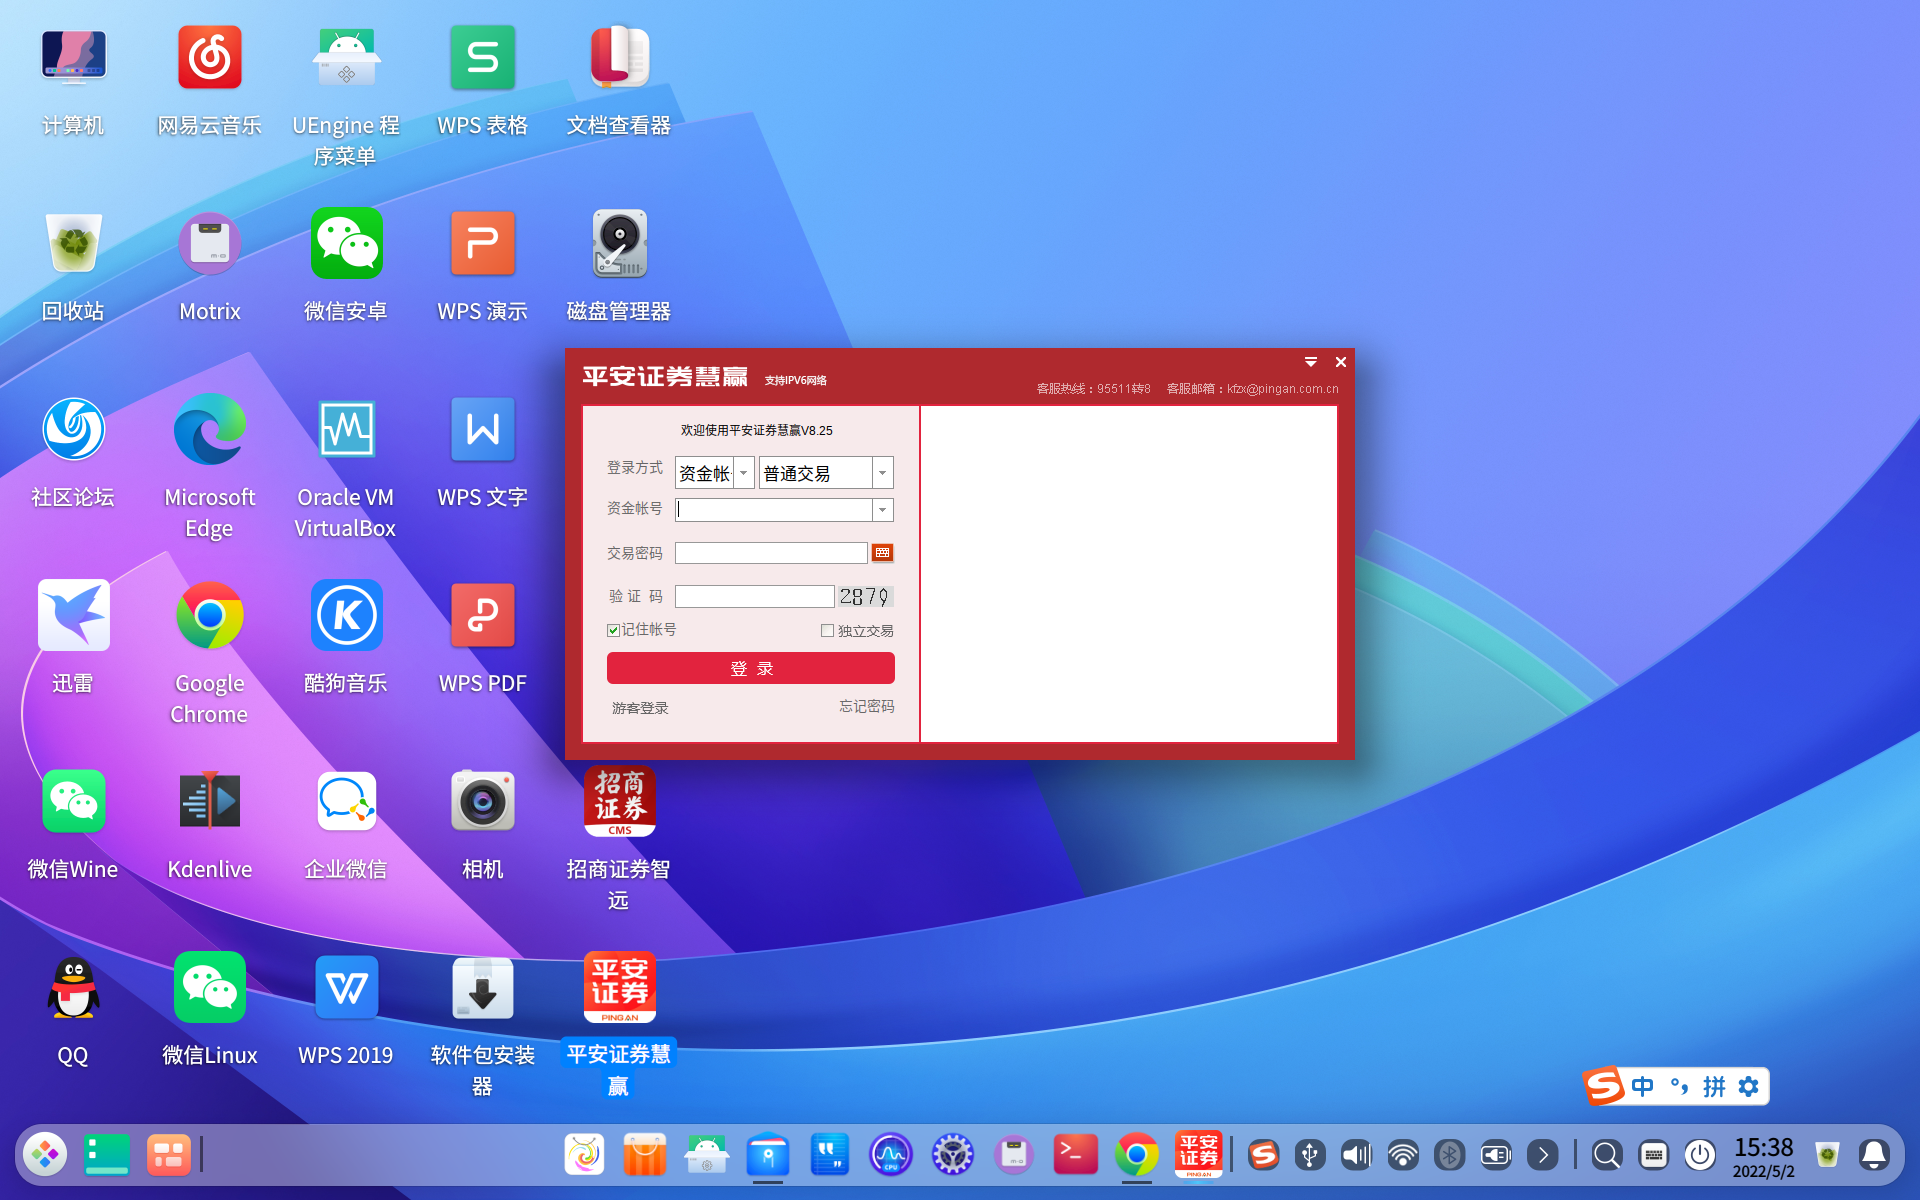 计算机
网易云音乐
UEngine 程
序菜单
WPS 表格
文档查看器
回收站
Motrix
微信安卓
WPS 演示
磁盘管理器
社区论坛
Microsoft
Edge
Oracle VM
VirtualBox
WPS 文字
迅雷
Google
Chrome
酷狗音乐
WPS PDF
平安证券慧赢 支持IPV6网络
客服热线：95511转8 客服邮箱：kfzx@pingan.com.cn
欢迎使用平安证券慧赢V8.25
登录方式 资金帐 普通交易
资金帐号
交易密码
验 证 码 2879
记住帐号 独立交易
登 录
游客登录 忘记密码
招商
证券
CMS
微信Wine
Kdenlive
企业微信
相机
招商证券智
远
平安
证券
PINGAN
QQ
微信Linux
WPS 2019
软件包安装
器
平安证券慧
赢
中 °, 拼
CPU
平安
证券
PINGAN
15:38
2022/5/2